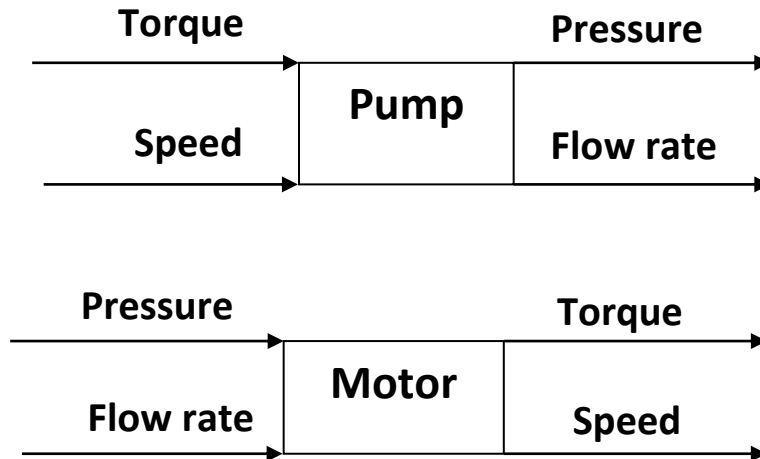 Torque
Pressure
Pump
Speed
Flow rate
Pressure
Torque
Motor
Flow rate
Speed